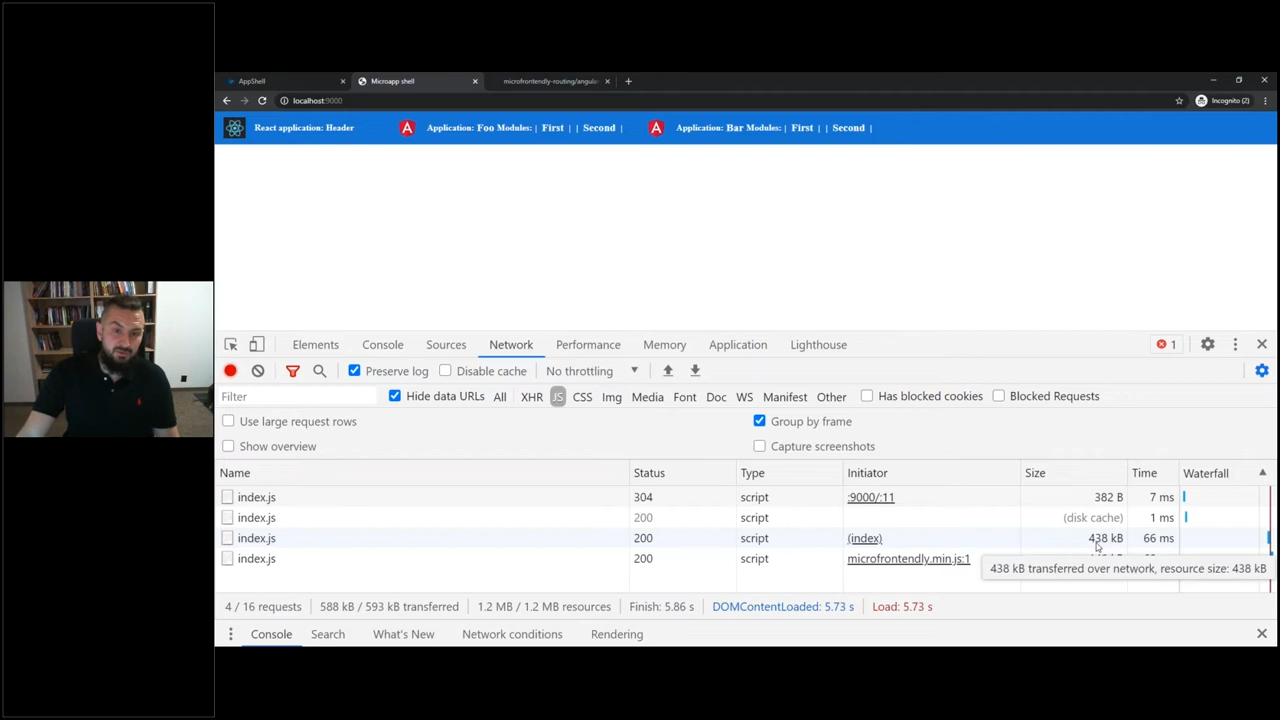 AppShell
Microapp shell
microfrontendly-routing/angula
localhost:9000
Incognito (2)
React application: Header
Application: Foo Modules: | First | | Second |
Application: Bar Modules: | First | | Second |
Elements Console Sources Network Performance Memory Application Lighthouse 1
Preserve log Disable cache No throttling
Filter Hide data URLs All XHR JS CSS Img Media Font Doc WS Manifest Other Has blocked cookies Blocked Requests
Use large request rows Group by frame
Show overview Capture screenshots
Name Status Type Initiator Size Time Waterfall
index.js 304 script :9000/:11 382 B 7 ms
index.js 200 script (disk cache) 1 ms
index.js 200 script (index) 438 kB 66 ms
index.js 200 script microfrontendly.min.js:1
438 kB transferred over network, resource size: 438 kB
4 / 16 requests 588 kB / 593 kB transferred 1.2 MB / 1.2 MB resources Finish: 5.86 s DOMContentLoaded: 5.73 s Load: 5.73 s
Console Search What's New Network conditions Rendering